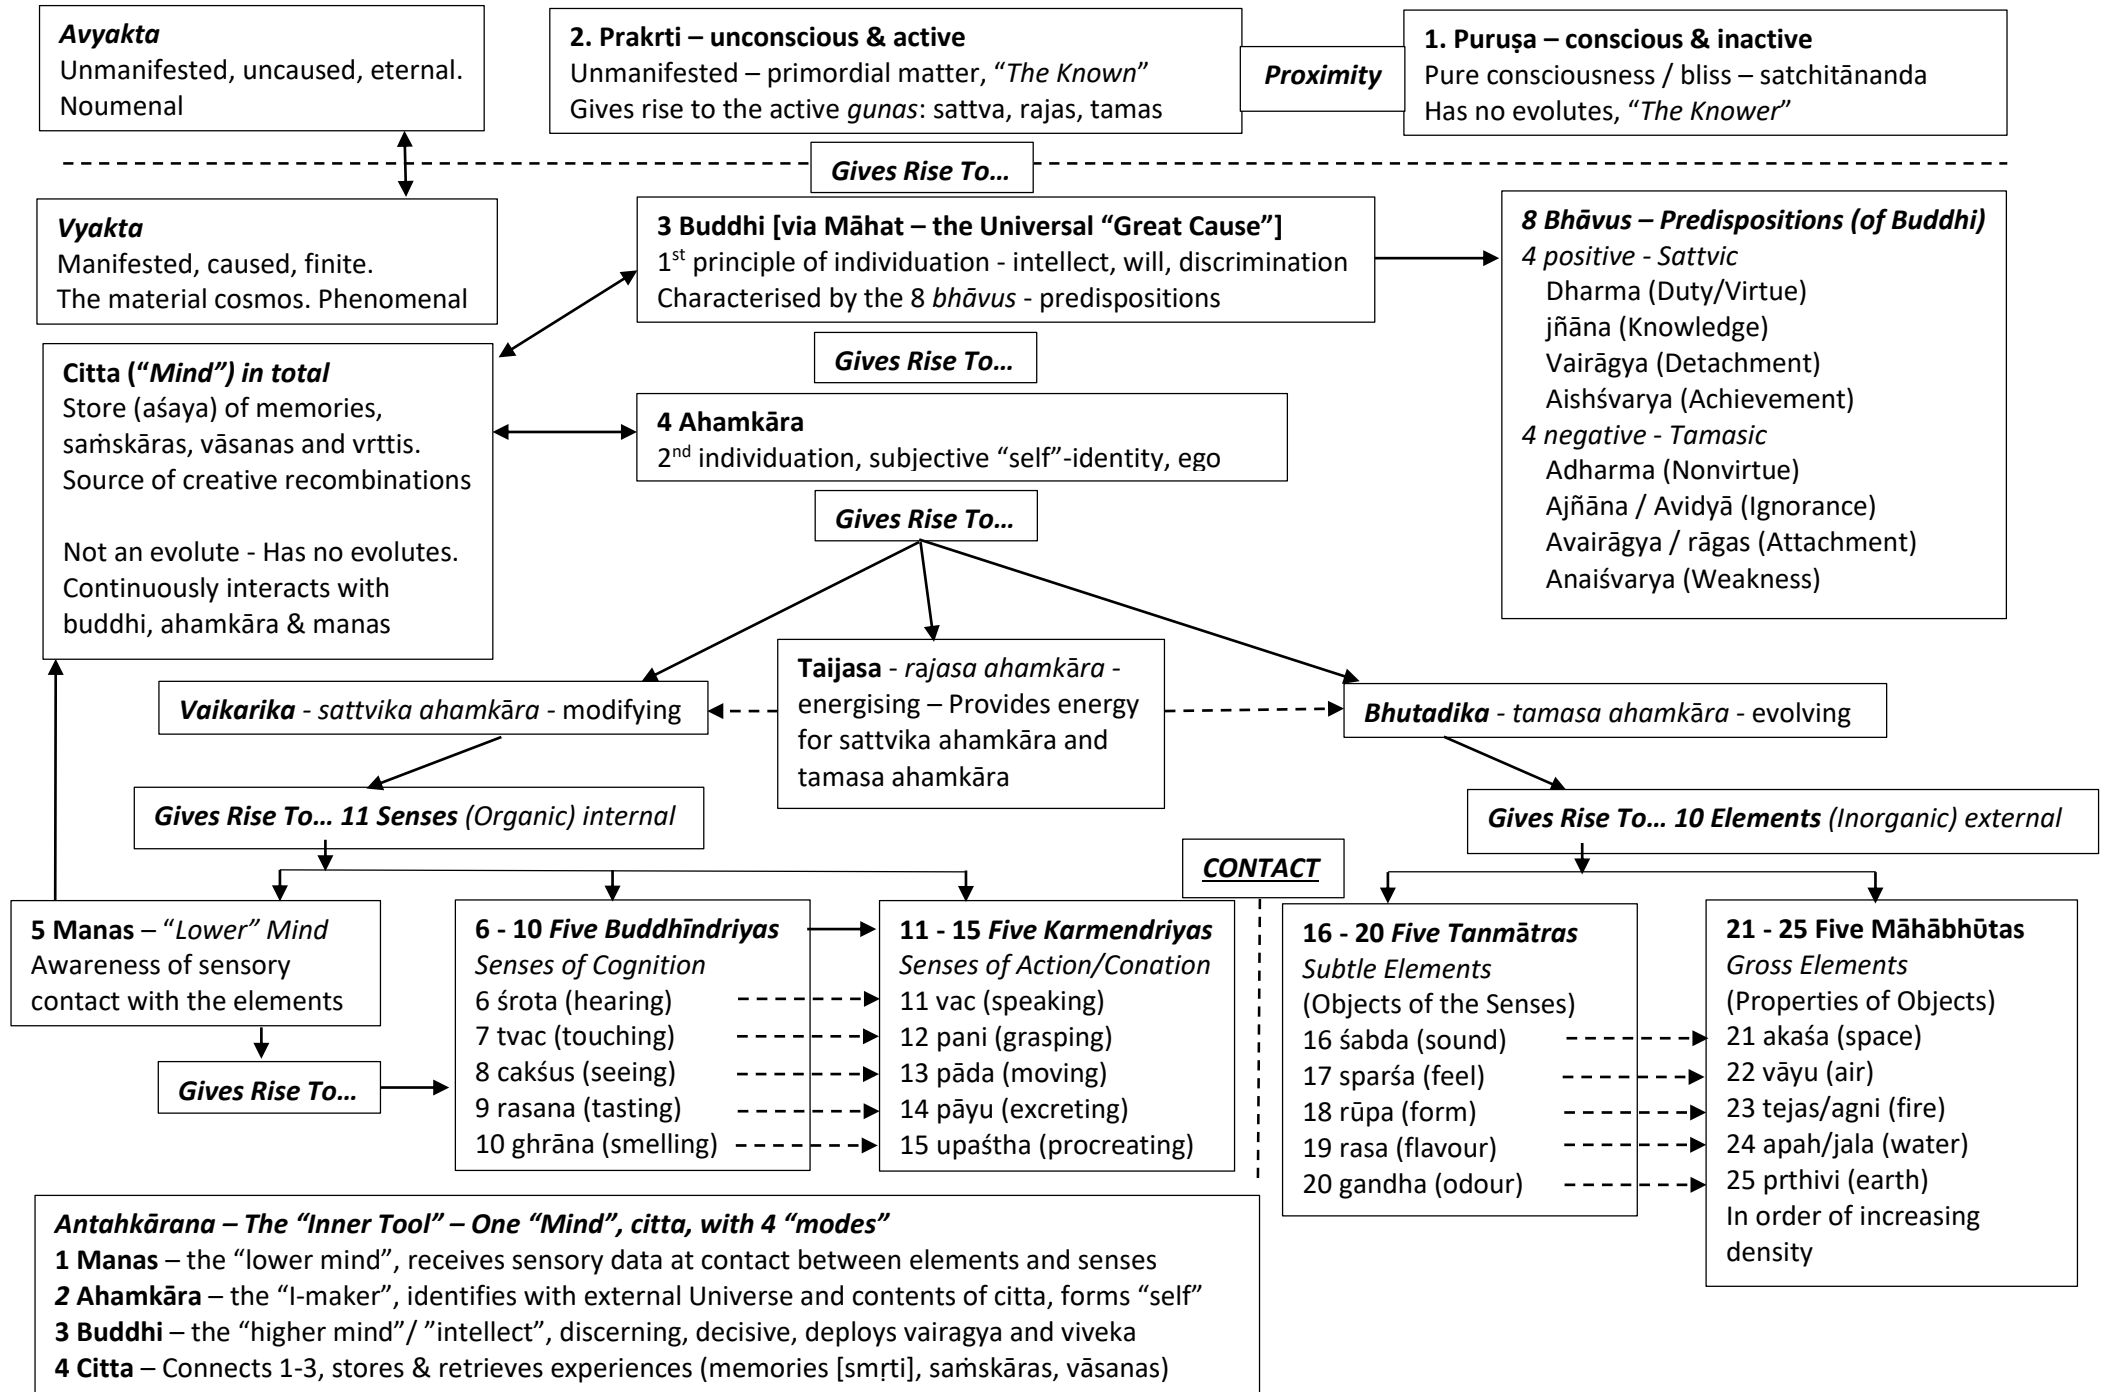 Avyakta
Unmanifested, uncaused, eternal.
Noumenal
2. Prakrti – unconscious & active
Unmanifested – primordial matter, “The Known”
Gives rise to the active gunas: sattva, rajas, tamas
Proximity
1. Puruṣa – conscious & inactive
Pure consciousness / bliss – satchitānanda
Has no evolutes, “The Knower”
Gives Rise To…
Vyakta
Manifested, caused, finite.
The material cosmos. Phenomenal
3 Buddhi [via Māhat – the Universal “Great Cause”]
1st principle of individuation - intellect, will, discrimination
Characterised by the 8 bhāvus - predispositions
8 Bhāvus – Predispositions (of Buddhi)
4 positive - Sattvic
Dharma (Duty/Virtue)
jñāna (Knowledge)
Vairāgya (Detachment)
Aishśvarya (Achievement)
4 negative - Tamasic
Adharma (Nonvirtue)
Ajñāna / Avidyā (Ignorance)
Avairāgya / rāgas (Attachment)
Anaiśvarya (Weakness)
Gives Rise To…
Citta (“Mind”) in total
Store (aśaya) of memories,
saṁskāras, vāsanas and vrttis.
Source of creative recombinations
Not an evolute - Has no evolutes.
Continuously interacts with
buddhi, ahamkāra & manas
4 Ahamkāra
2nd individuation, subjective “self”-identity, ego
Gives Rise To…
Vaikarika - sattvika ahamkāra - modifying
Taijasa - rajasa ahamkāra -
energising – Provides energy
for sattvika ahamkāra and
tamasa ahamkāra
Bhutadika - tamasa ahamkāra - evolving
Gives Rise To… 11 Senses (Organic) internal
Gives Rise To… 10 Elements (Inorganic) external
CONTACT
5 Manas – “Lower” Mind
Awareness of sensory
contact with the elements
Gives Rise To…
6 - 10 Five Buddhīndriyas
Senses of Cognition
6 śrota (hearing)
7 tvac (touching)
8 cakśus (seeing)
9 rasana (tasting)
10 ghrāna (smelling)
11 - 15 Five Karmendriyas
Senses of Action/Conation
11 vac (speaking)
12 pani (grasping)
13 pāda (moving)
14 pāyu (excreting)
15 upaśtha (procreating)
16 - 20 Five Tanmātras
Subtle Elements
(Objects of the Senses)
16 śabda (sound)
17 sparśa (feel)
18 rūpa (form)
19 rasa (flavour)
20 gandha (odour)
21 - 25 Five Māhābhūtas
Gross Elements
(Properties of Objects)
21 akaśa (space)
22 vāyu (air)
23 tejas/agni (fire)
24 apah/jala (water)
25 prthivi (earth)
In order of increasing
density
Antahkārana – The “Inner Tool” – One “Mind”, citta, with 4 “modes”
1 Manas – the “lower mind”, receives sensory data at contact between elements and senses
2 Ahamkāra – the “I-maker”, identifies with external Universe and contents of citta, forms “self”
3 Buddhi – the “higher mind”/ ”intellect”, discerning, decisive, deploys vairagya and viveka
4 Citta – Connects 1-3, stores & retrieves experiences (memories [smṛti], saṁskāras, vāsanas)